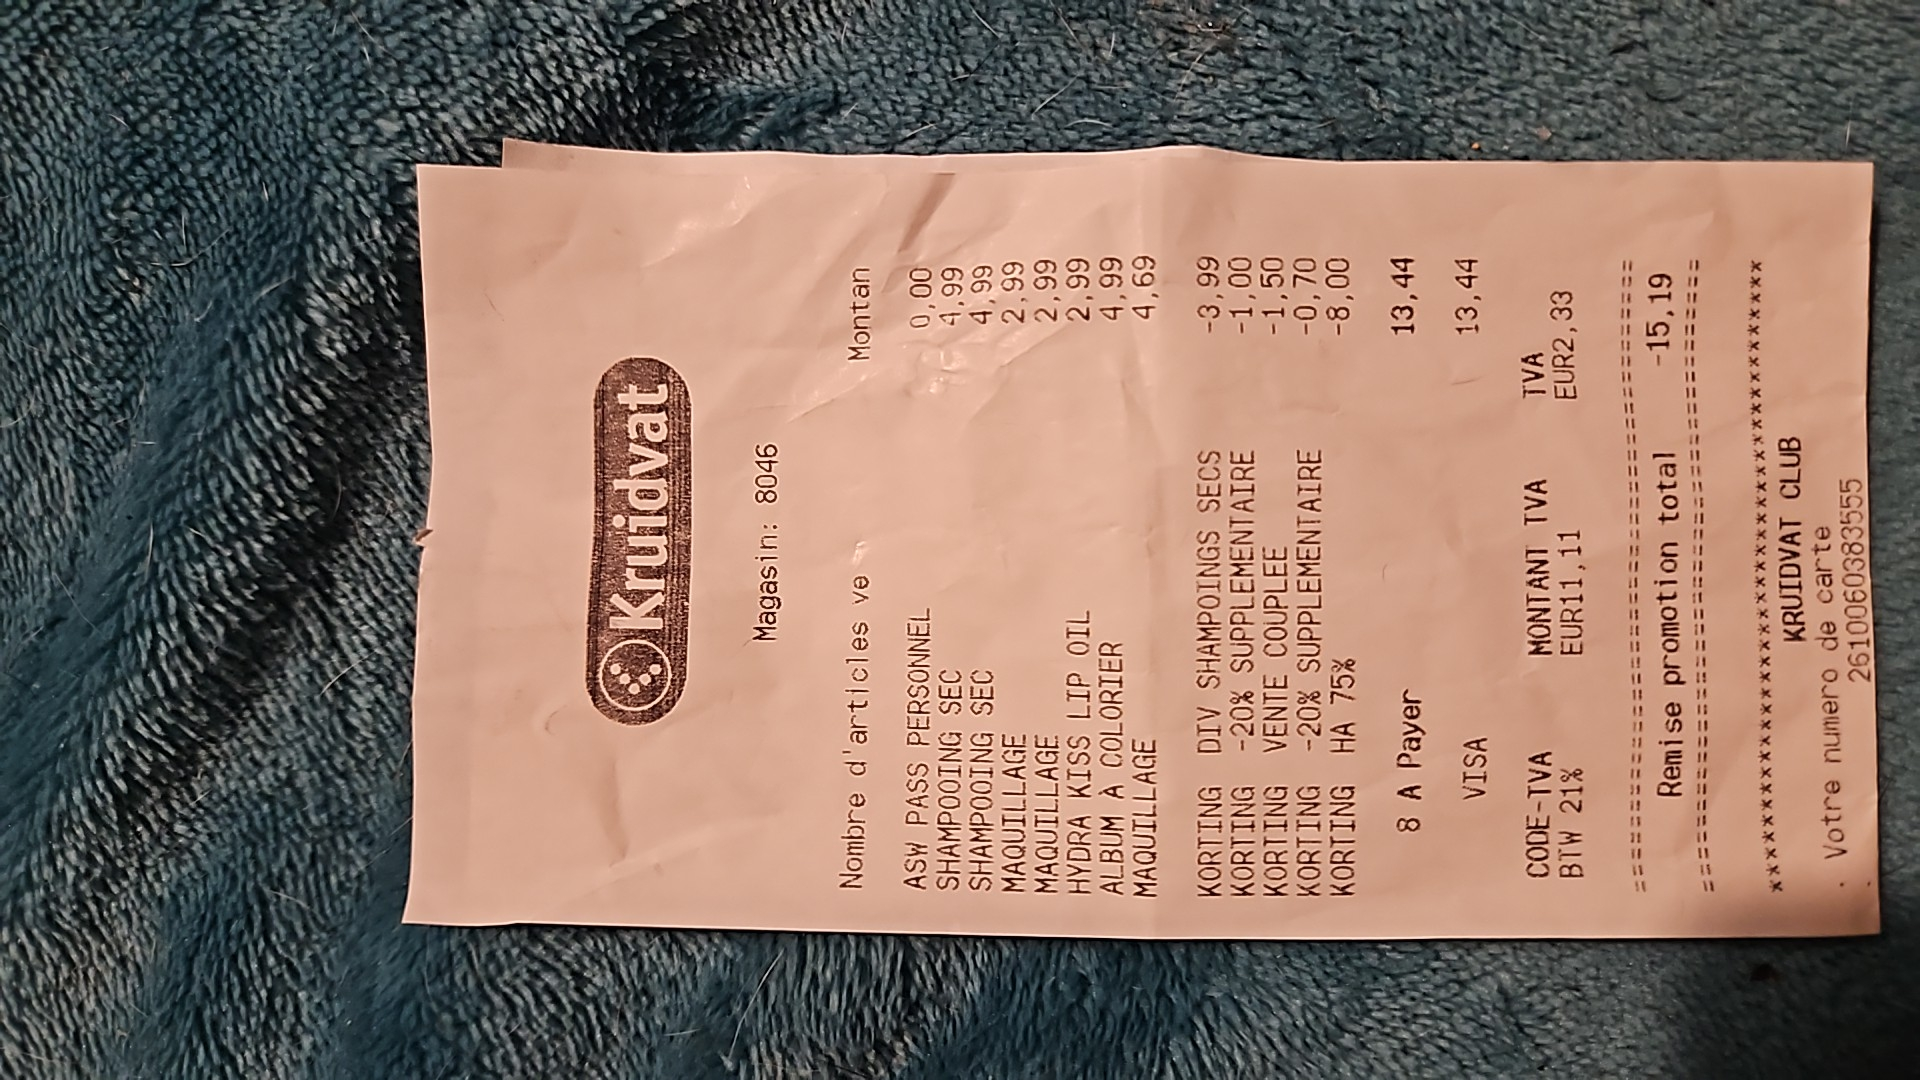 Kruidvat
Magasin: 8046
Nombre d'articles ve Montan
ASW PASS PERSONNEL 0,00
SHAMPOOING SEC 4,99
SHAMPOOING SEC 4,99
MAQUILLAGE 2,99
MAQUILLAGE 2,99
HYDRA KISS LIP OIL 2,99
ALBUM À COLORIER 4,99
MAQUILLAGE 4,69
KORTING DIV SHAMPOINGS SECS -3,99
KORTING -20% SUPPLEMENTAIRE -1,00
KORTING VENTE COUPLEE -1,50
KORTING -20% SUPPLEMENTAIRE -0,70
KORTING HA 75% -8,00
8 A Payer 13,44
VISA 13,44
CODE-TVA MONTANT TVA TVA
BTW 21% EUR11,11 EUR2,33
Remise promotion total -15,19
KRUIDVAT CLUB
Votre numero de carte
2610060383555